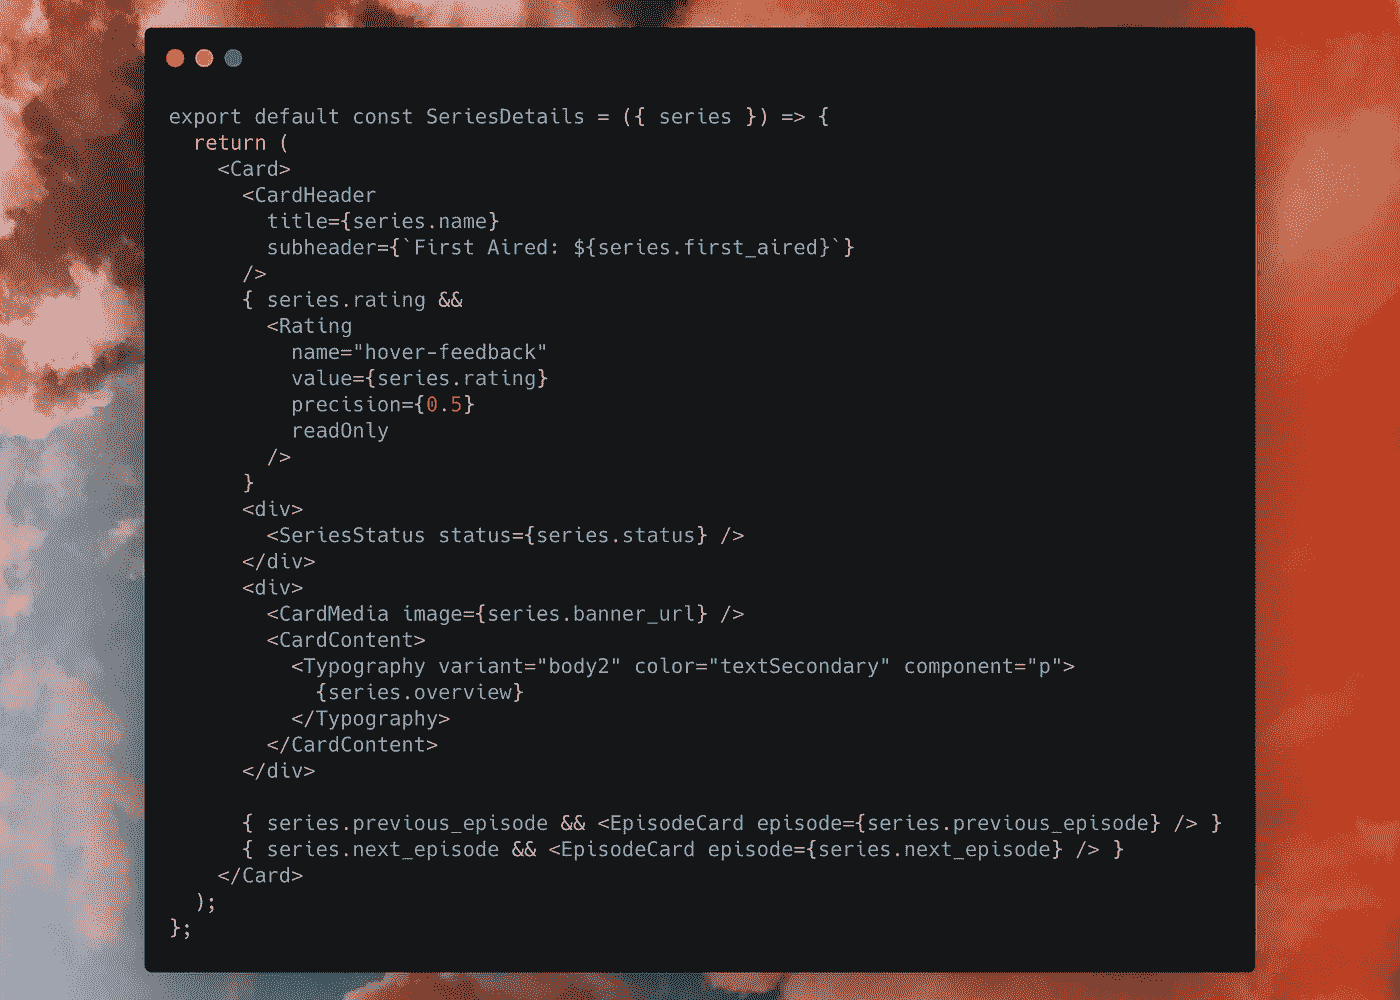 export default const SeriesDetails = ({ series }) => {
  return (
    <Card>
      <CardHeader
        title={series.name}
        subheader={`First Aired: ${series.first_aired}`}
      />
      { series.rating &&
        <Rating
          name="hover-feedback"
          value={series.rating}
          precision={0.5}
          readOnly
        />
      }
      <div>
        <SeriesStatus status={series.status} />
      </div>
      <div>
        <CardMedia image={series.banner_url} />
        <CardContent>
          <Typography variant="body2" color="textSecondary" component="p">
            {series.overview}
          </Typography>
        </CardContent>
      </div>

      { series.previous_episode && <EpisodeCard episode={series.previous_episode} /> }
      { series.next_episode && <EpisodeCard episode={series.next_episode} /> }
    </Card>
  );
};